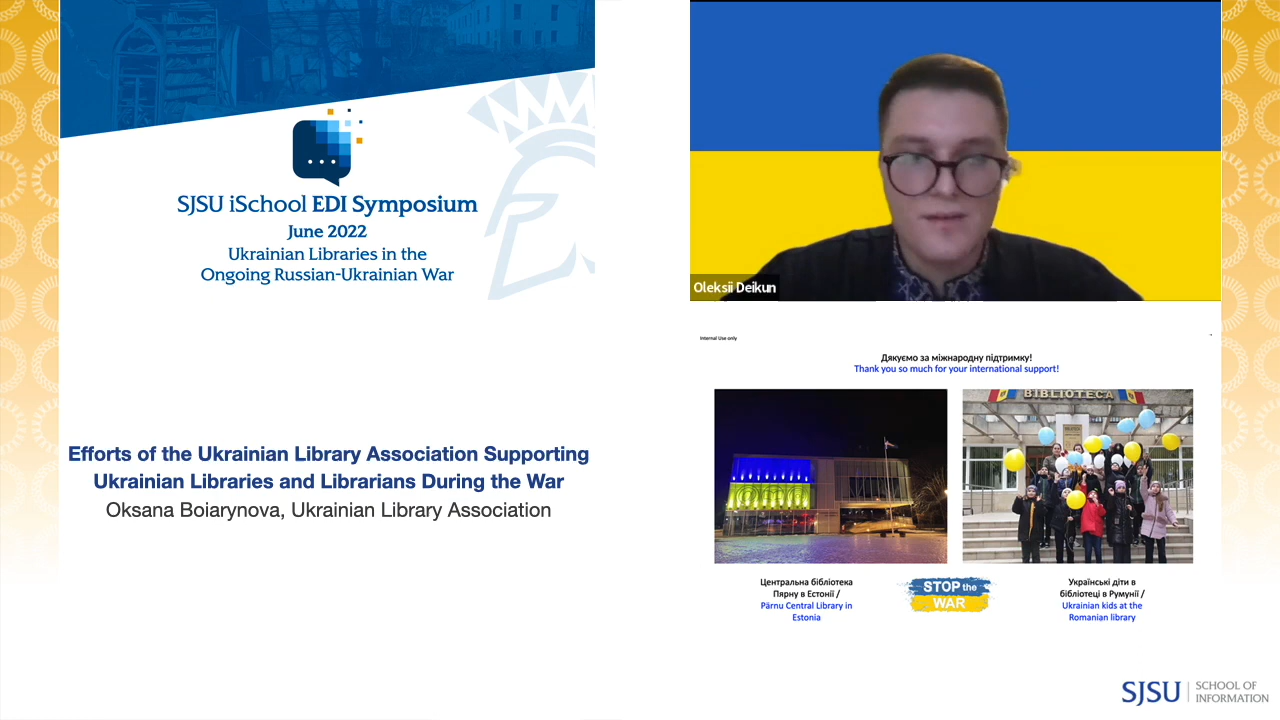 SJSU iSchool EDI Symposium
June 2022
Ukrainian Libraries in the
Ongoing Russian-Ukrainian War
Efforts of the Ukrainian Library Association Supporting
Ukrainian Libraries and Librarians During the War
Oksana Boiarynova, Ukrainian Library Association
Oleksii Deikun
Internal Use only
Дякуємо за міжнародну підтримку!
Thank you so much for your international support!
BIBLIOTECA
Центральна бібліотека
Пярну в Естонії /
Pärnu Central Library in
Estonia
STOP the
WAR
Українські діти в
бібліотеці в Румунії /
Ukrainian kids at the
Romanian library
SJSU | SCHOOL OF
INFORMATION